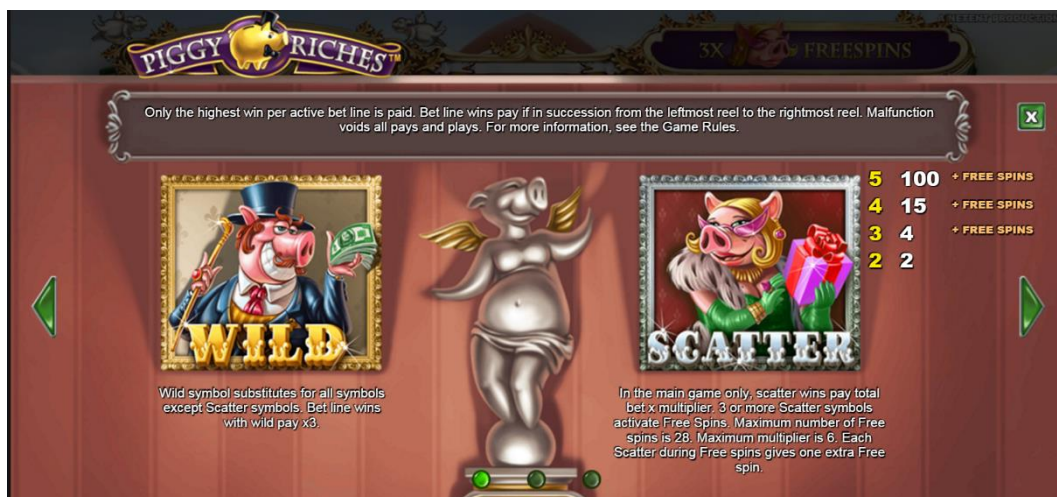 PIGGY RICHES™
3X FREESPINS
Only the highest win per active bet line is paid. Bet line wins pay if in succession from the leftmost reel to the rightmost reel. Malfunction
voids all pays and plays. For more information, see the Game Rules.
X
WILD
Wild symbol substitutes for all symbols
except Scatter symbols. Bet line wins
with wild pay x3.
SCATTER
5 100 + FREE SPINS
4 15 + FREE SPINS
3 4 + FREE SPINS
2 2
In the main game only, scatter wins pay total
bet x multiplier. 3 or more Scatter symbols
activate Free Spins. Maximum number of Free
spins is 28. Maximum multiplier is 6. Each
Scatter during Free spins gives one extra Free
spin.